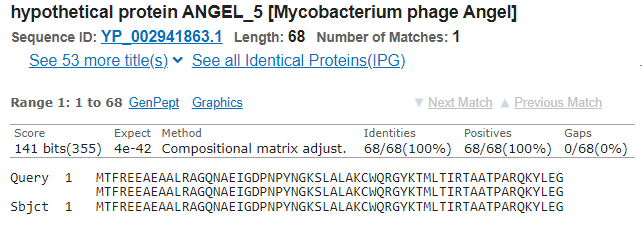 hypothetical protein ANGEL_5 [Mycobacterium phage Angel]
Sequence ID: YP_002941863.1 Length: 68 Number of Matches: 1
See 53 more title(s) See all Identical Proteins(IPG)
Range 1: 1 to 68 GenPept Graphics ▼ Next Match ▲ Previous Match
Score Expect Method Identities Positives Gaps
141 bits(355) 4e-42 Compositional matrix adjust. 68/68(100%) 68/68(100%) 0/68(0%)
Query 1 MTFREEAEAALRAGQNAEIGDPNPYNGKSLALAKCWQRGYKTMLTIRTAATPARQKYLEG
MTFREEAEAALRAGQNAEIGDPNPYNGKSLALAKCWQRGYKTMLTIRTAATPARQKYLEG
Sbjct 1 MTFREEAEAALRAGQNAEIGDPNPYNGKSLALAKCWQRGYKTMLTIRTAATPARQKYLEG